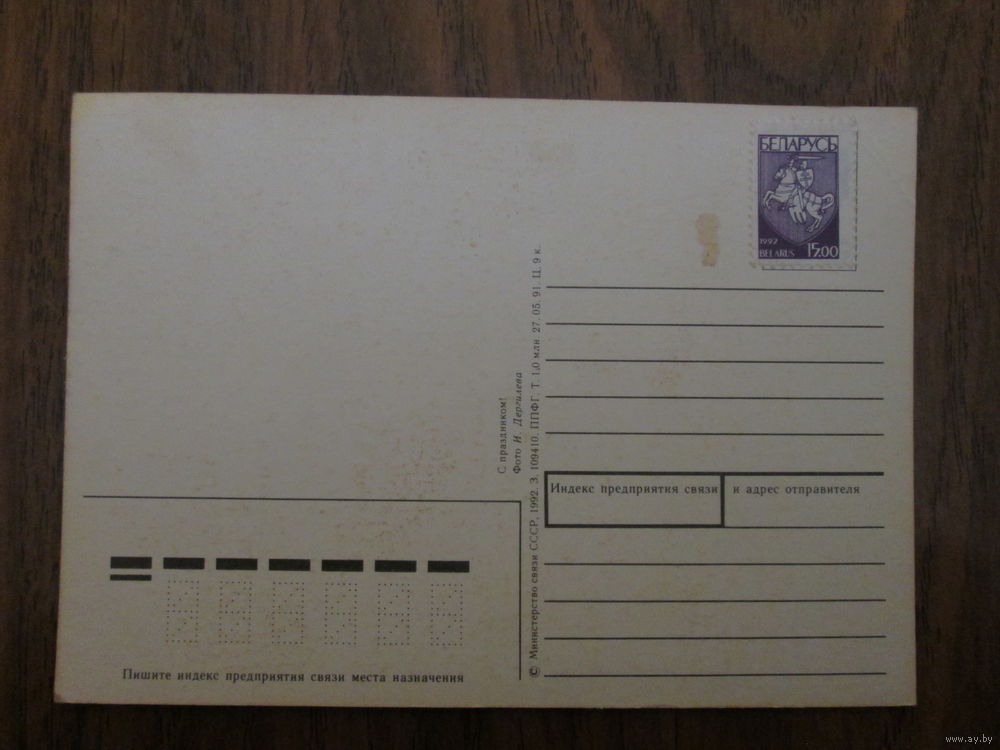 БЕЛАРУСЬ
1992
BELARUS 15.00
С праздником!
Фото И. Дергилева
© Министерство связи СССР, 1992. З. 109410. ППФГ. Т. 1,0 млн 27. 05. 91. Ц. 9 к.
Индекс предприятия связи и адрес отправителя
Пишите индекс предприятия связи места назначения
www.ay.by